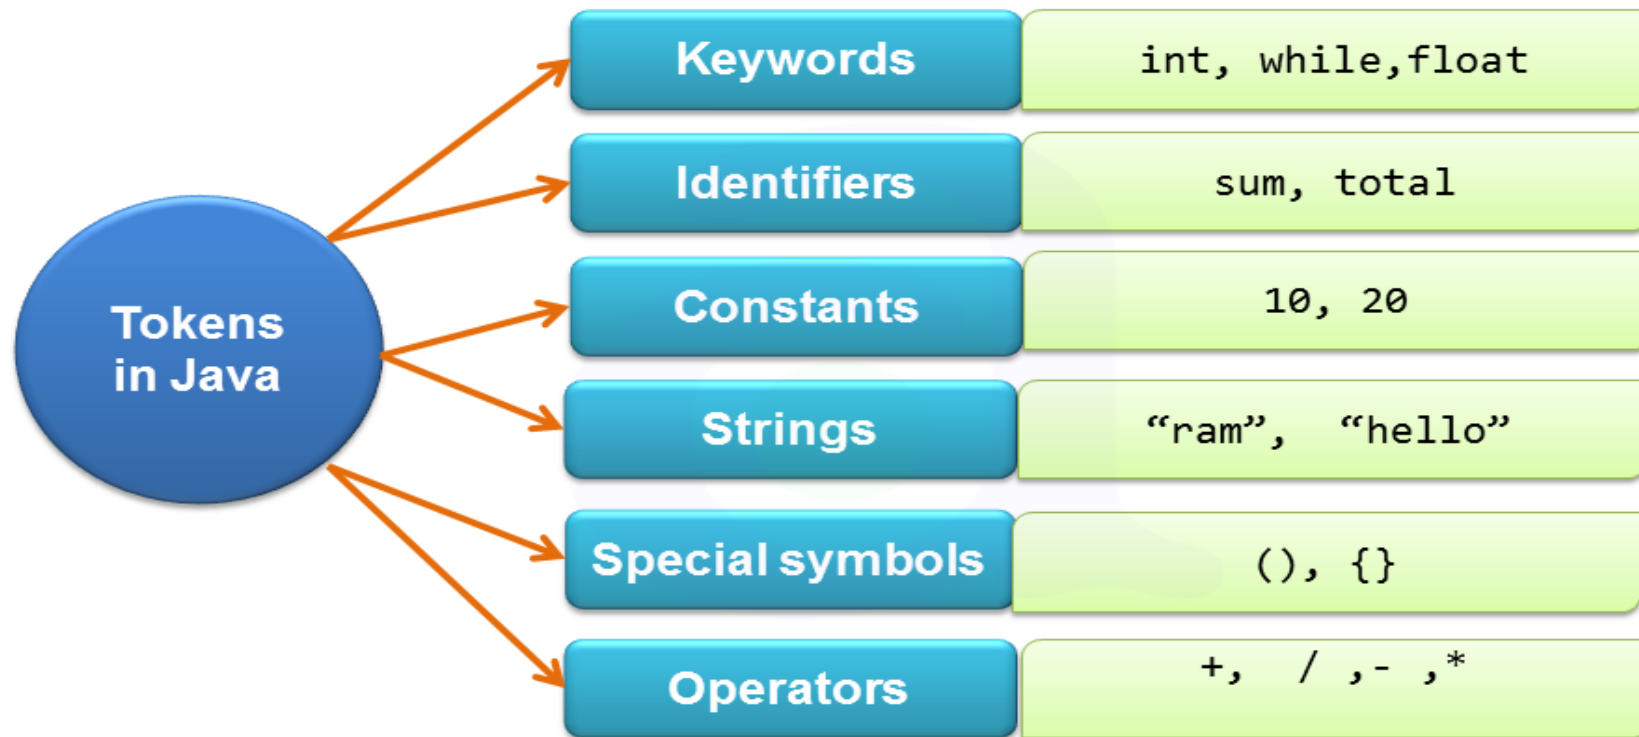 Keywords
int, while,float
Identifiers
sum, total
Tokens
in Java
Constants
10, 20
Strings
“ram”,  “hello”
Special symbols
(), {}
Operators
+,  / ,- ,*